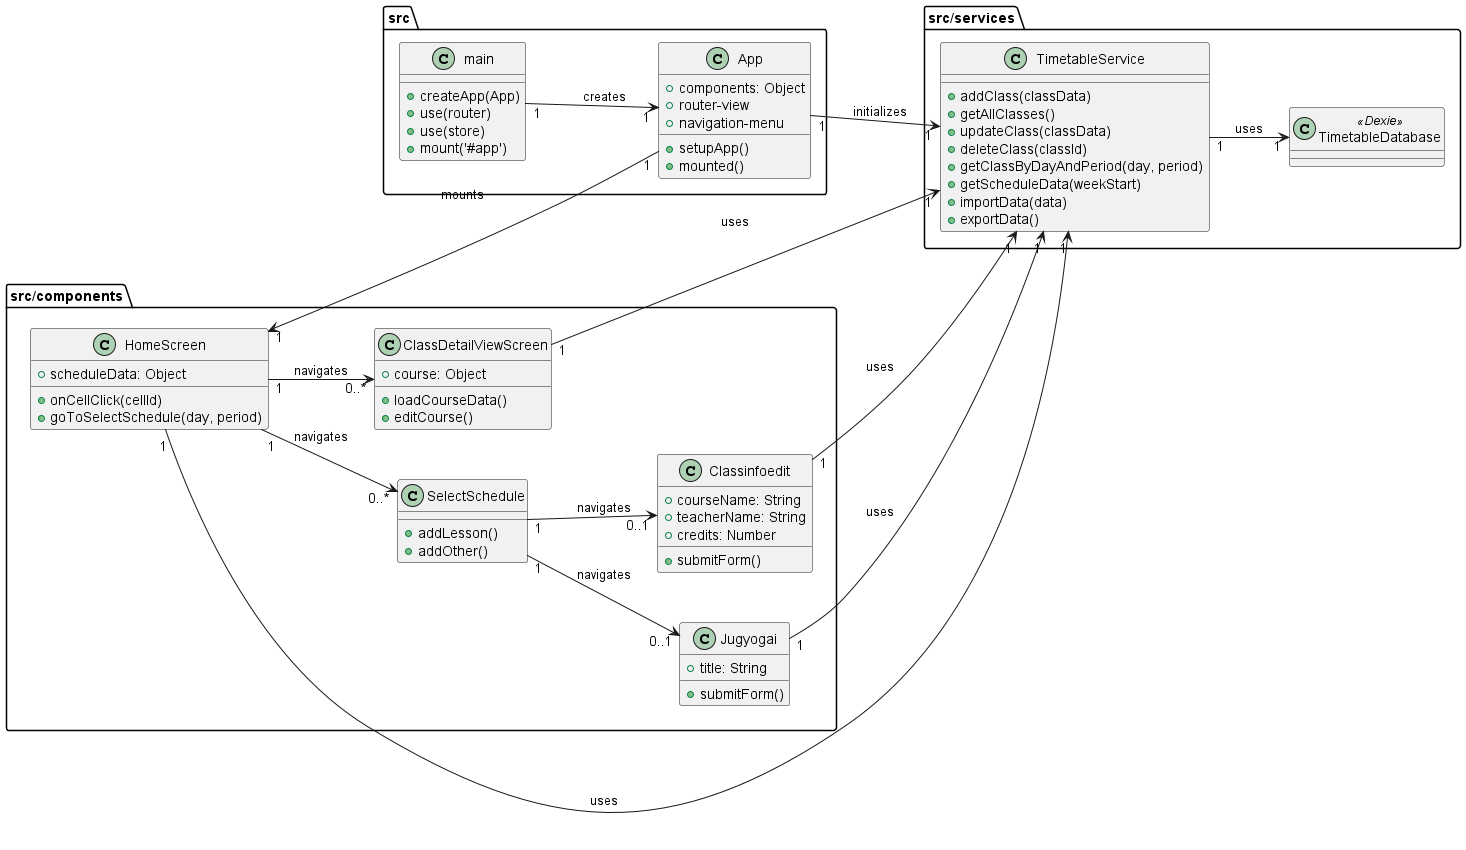 src
C main
createApp(App)
use(router)
use(store)
mount('#app')
creates
1
1
C App
components: Object
router-view
navigation-menu
setupApp()
mounted()
1
initializes
1
1
mounts
1
src/services
C TimetableService
addClass(classData)
getAllClasses()
updateClass(classData)
deleteClass(classId)
getClassByDayAndPeriod(day, period)
getScheduleData(weekStart)
importData(data)
exportData()
uses
1
1
C «Dexie»
TimetableDatabase
uses
1
1
1
1
src/components
C HomeScreen
scheduleData: Object
onCellClick(cellId)
goToSelectSchedule(day, period)
navigates
1
0..*
C ClassDetailViewScreen
course: Object
loadCourseData()
editCourse()
1
1
1
navigates
0..*
C SelectSchedule
addLesson()
addOther()
navigates
1
0..1
C Classinfoedit
courseName: String
teacherName: String
credits: Number
submitForm()
1
uses
1
navigates
0..1
C Jugyogai
title: String
submitForm()
1
uses
uses